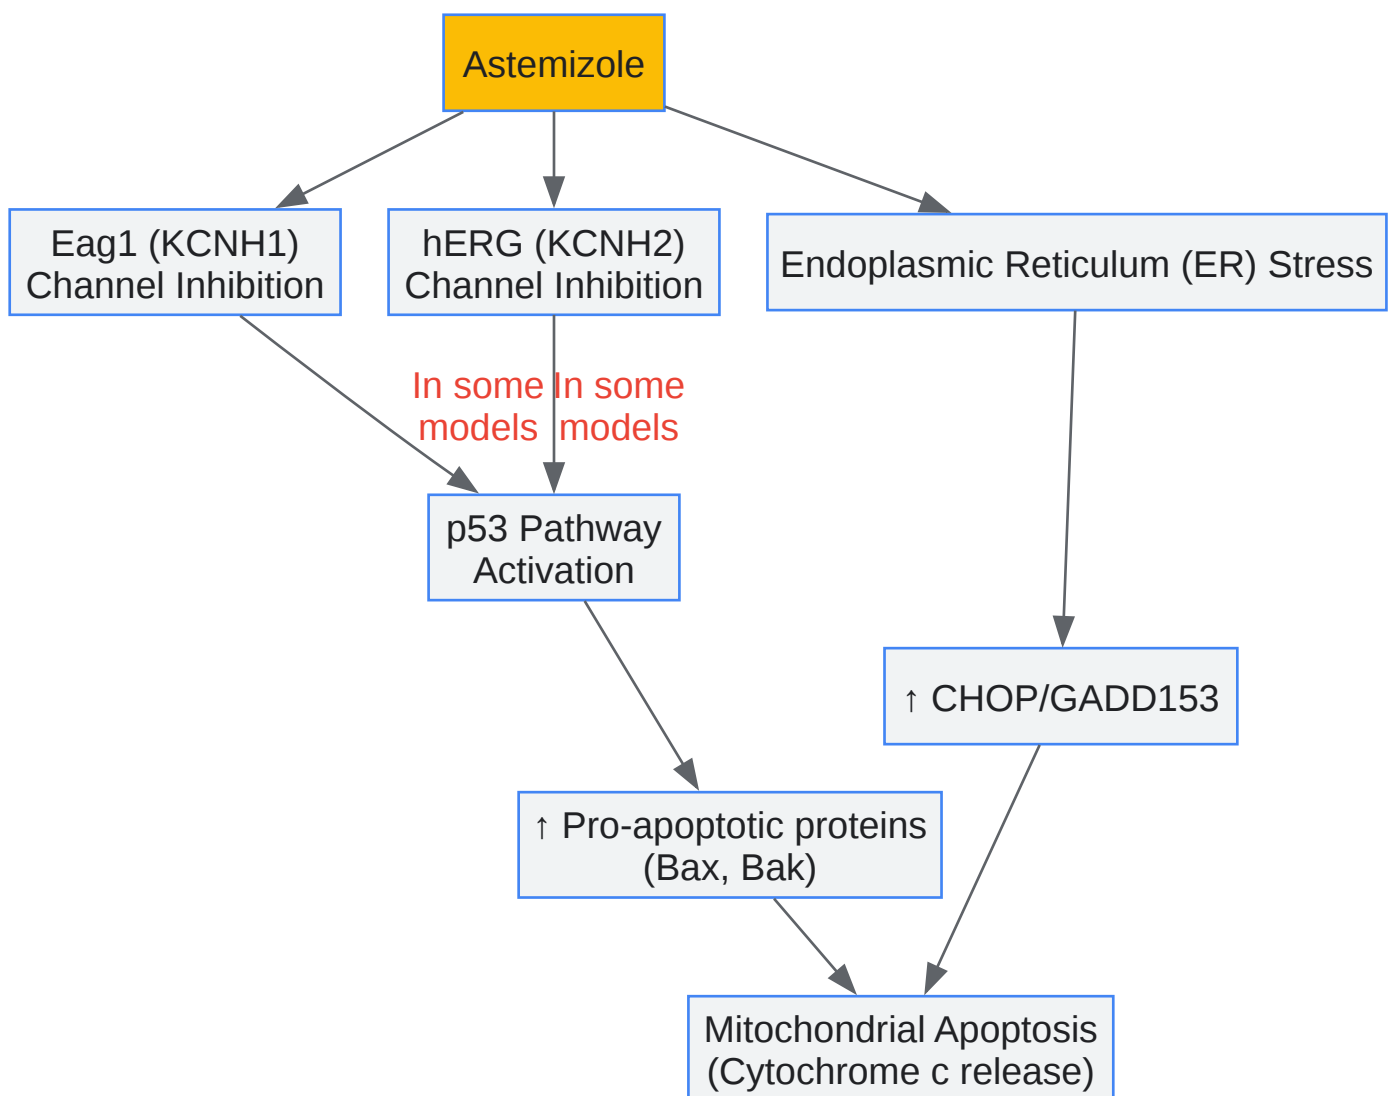 Astemizole
Eag1 (KCNH1)
Channel Inhibition
hERG (KCNH2)
Channel Inhibition
Endoplasmic Reticulum (ER) Stress
In some
models
In some
models
p53 Pathway
Activation
↑ CHOP/GADD153
↑ Pro-apoptotic proteins
(Bax, Bak)
Mitochondrial Apoptosis
(Cytochrome c release)